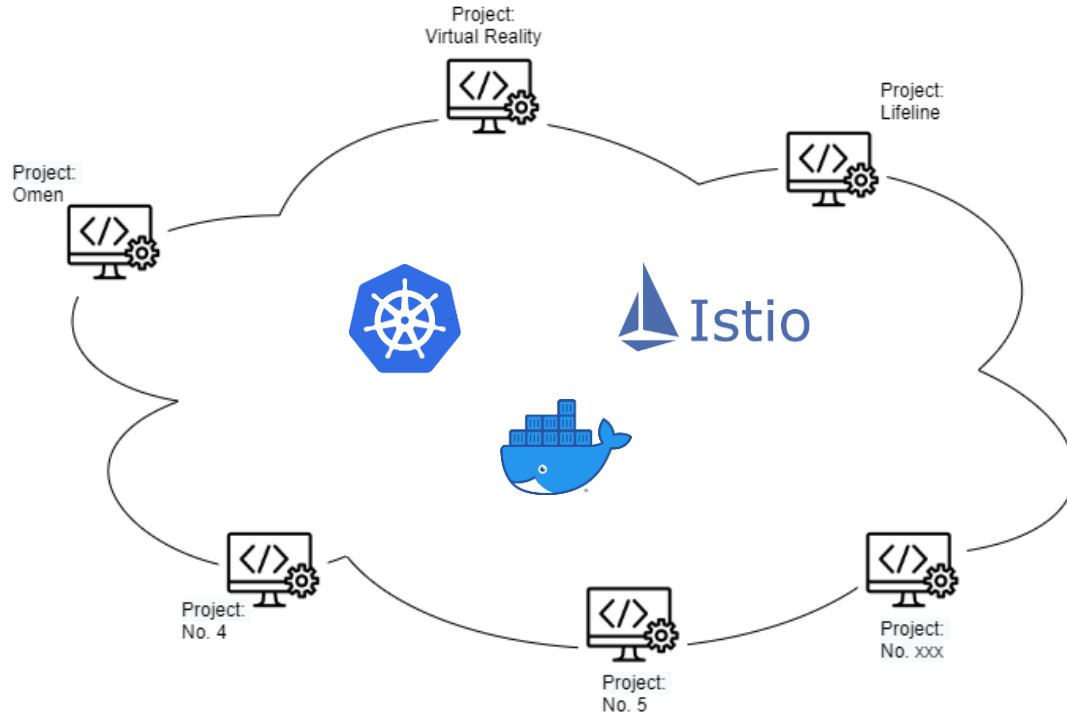 Project:
Virtual Reality
Project:
Lifeline
Project:
Omen
Istio
Project:
No. 4
Project:
No. xxx
Project:
No. 5